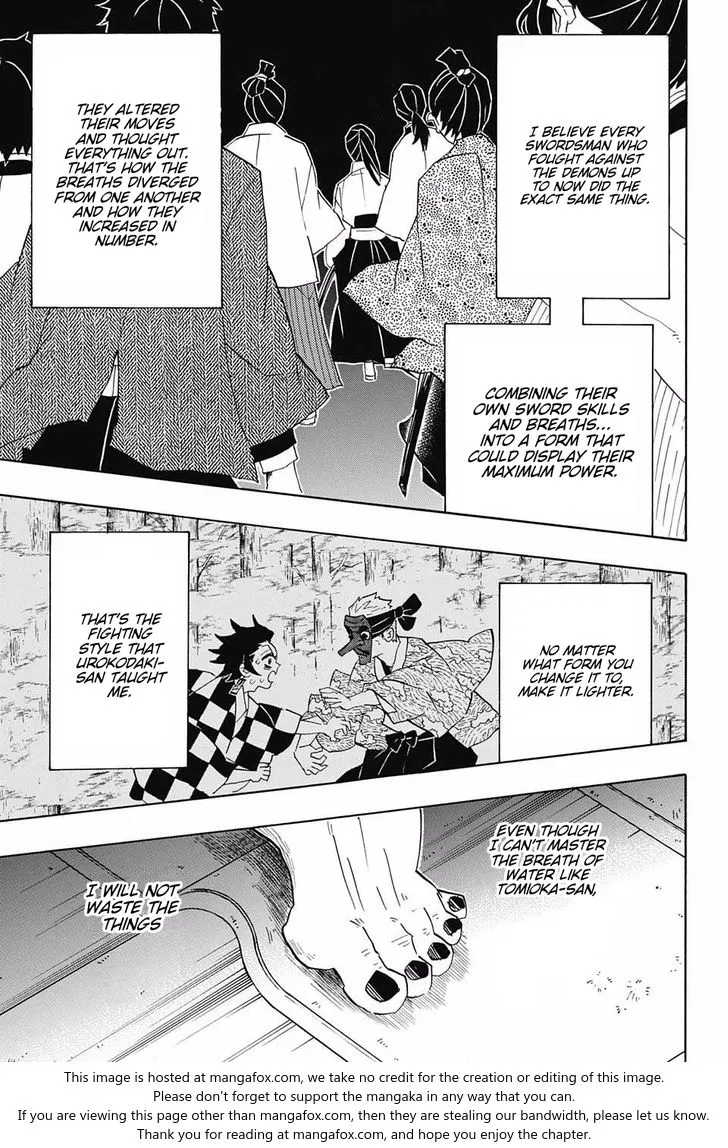 I BELIEVE EVERY
SWORDSMAN WHO
FOUGHT AGAINST
THE DEMONS UP
TO NOW DID THE
EXACT SAME THING.
THEY ALTERED
THEIR MOVES AND
THOUGHT
EVERYTHING OUT.
THAT'S HOW THE
BREATHS DIVERGED
FROM ONE ANOTHER
AND HOW THEY
INCREASED IN
NUMBER.
COMBINING THEIR
OWN SWORD SKILLS
AND BREATHS...
INTO A FORM THAT
COULD DISPLAY THEIR
MAXIMUM POWER.
NO MATTER
WHAT FORM YOU
CHANGE IT TO,
MAKE IT LIGHTER.
THAT'S THE
FIGHTING
STYLE THAT
UROKODAKI-
SAN TAUGHT
ME.
EVEN THOUGH
I CAN'T MASTER
THE BREATH OF
WATER LIKE
TOMIOKA-SAN,
I WILL NOT
WASTE THE
THINGS
This image is hosted at mangafox.com, we take no credit for the creation or editing of this image.
Please don't forget to support the mangaka in any way that you can.
If you are viewing this page other than mangafox.com, then they are stealing our bandwidth, please let us know.
Thank you for reading at mangafox.com, and hope you enjoy the chapter.